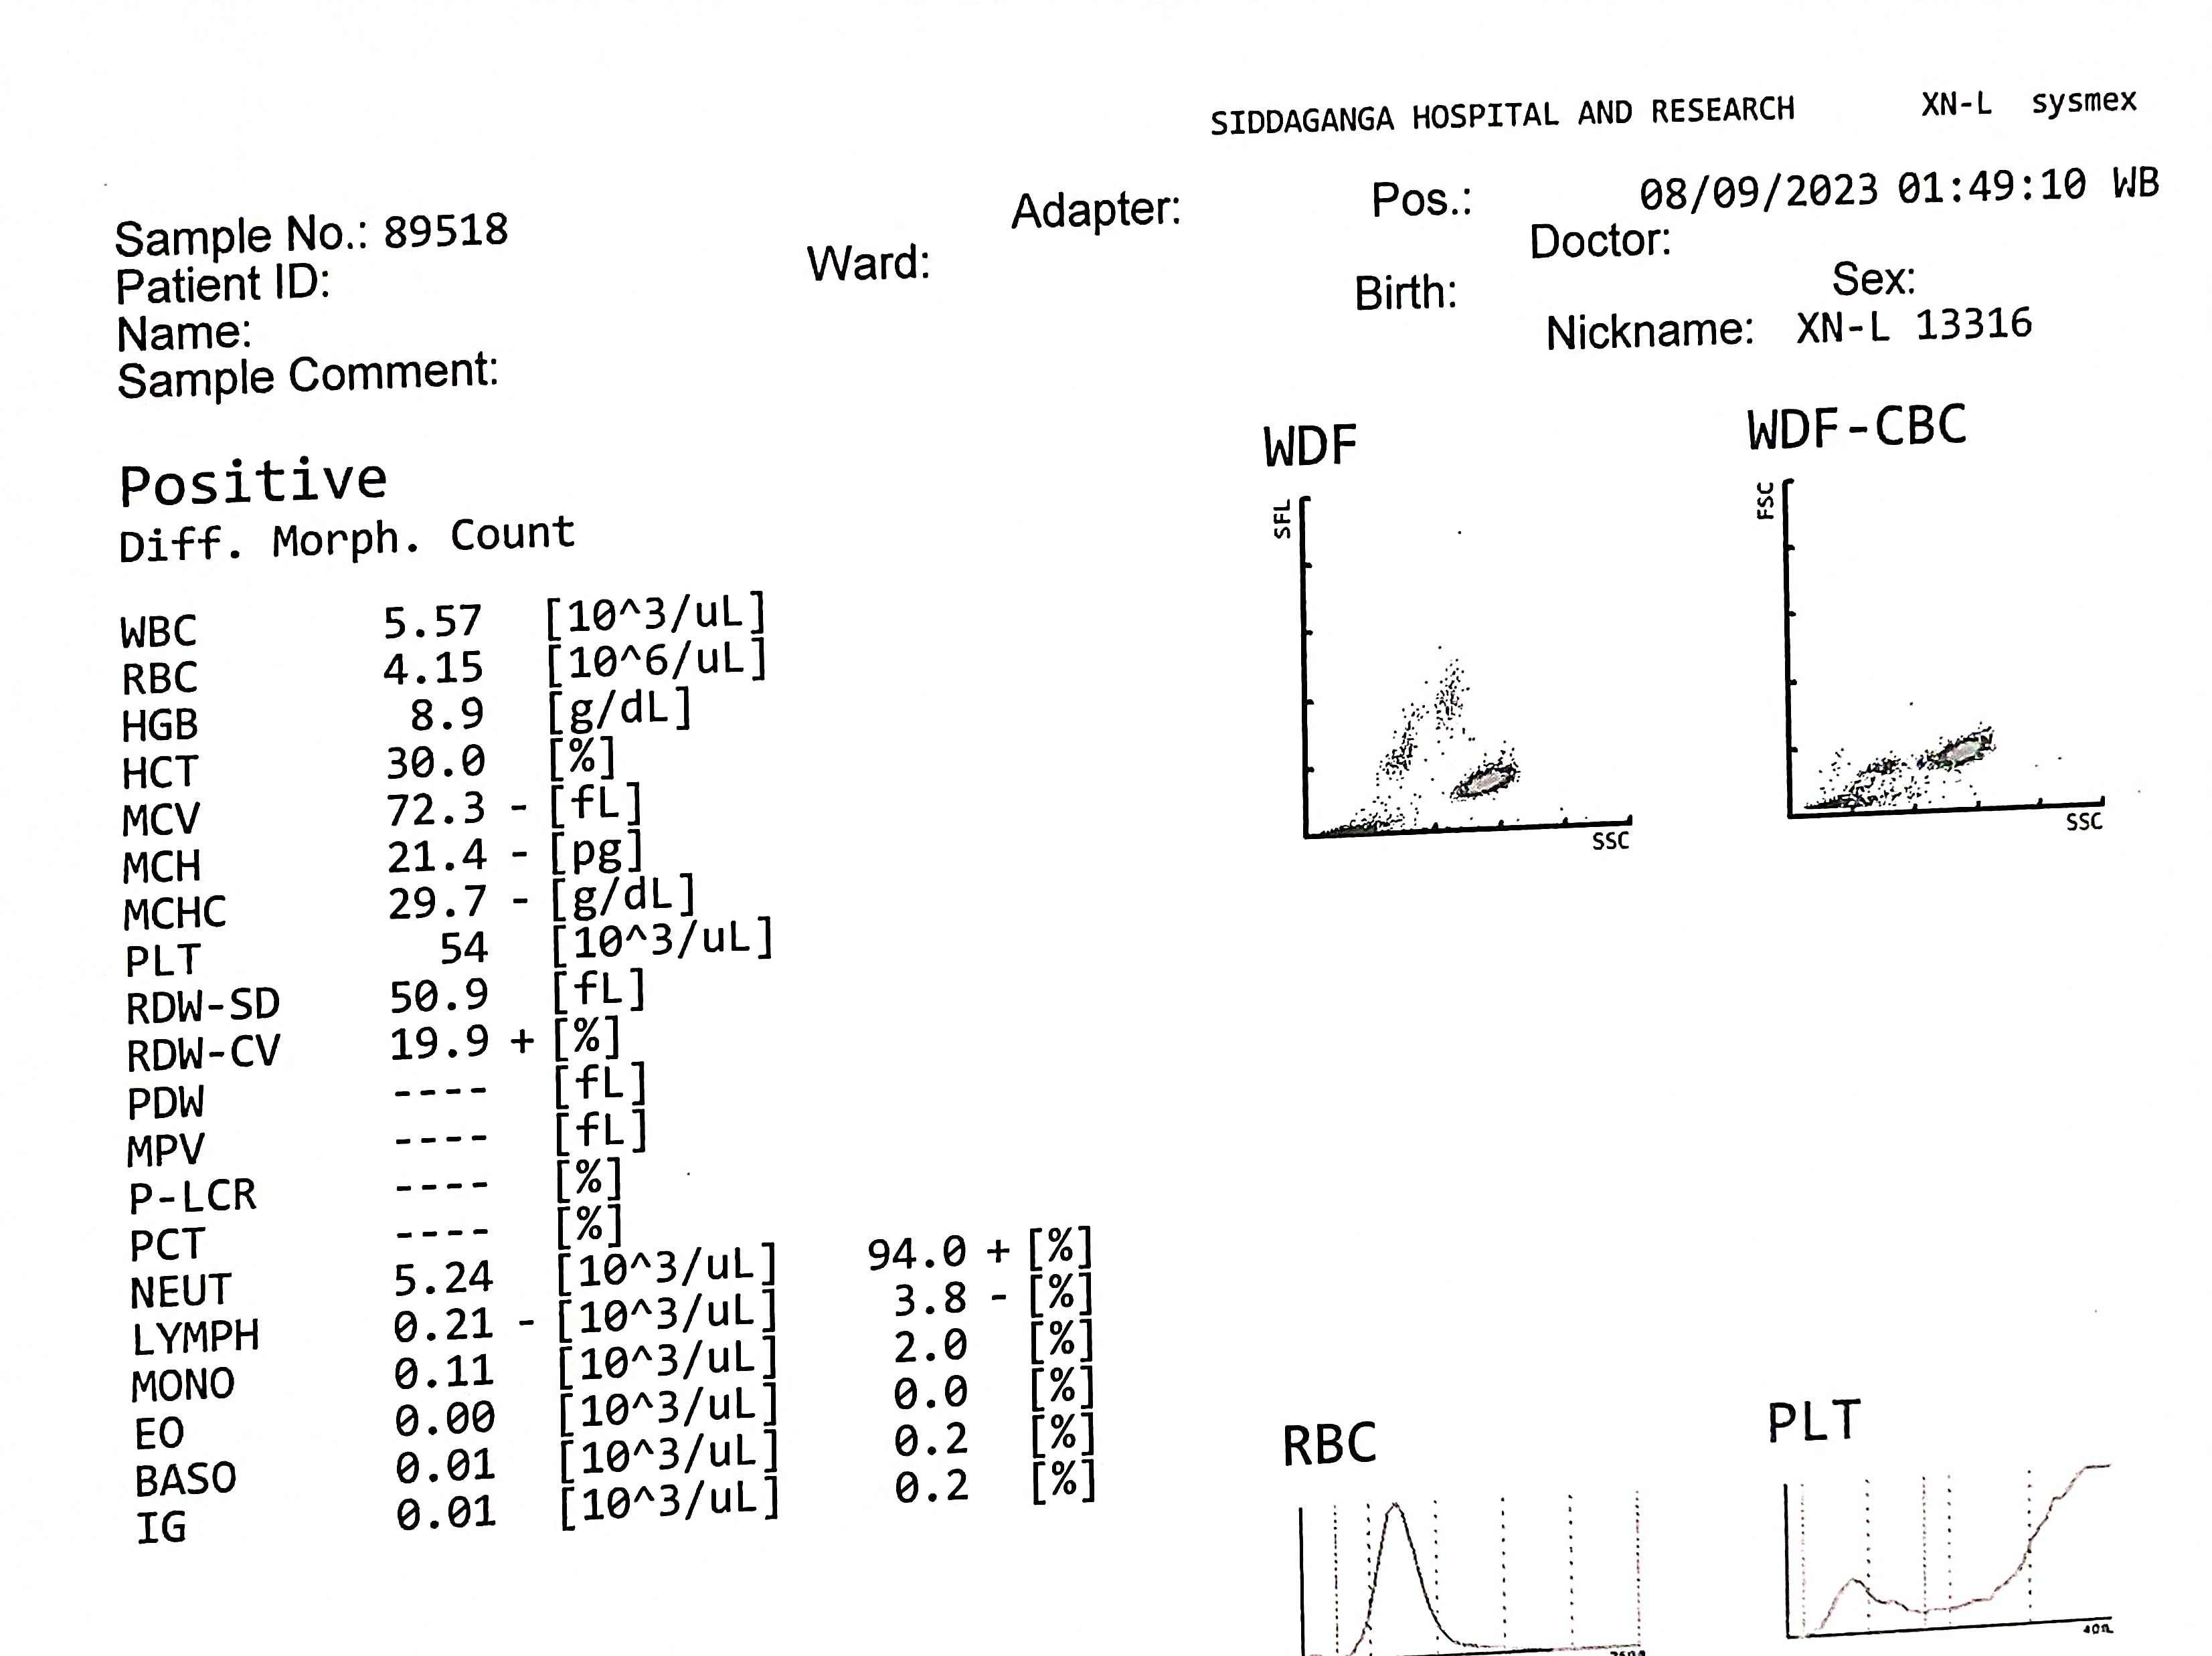 SIDDAGANGA HOSPITAL AND RESEARCH XN-L sysmex
Sample No.: 89518 Adapter: Pos.: 08/09/2023 01:49:10 WB
Patient ID: Ward: Doctor:
Name: Birth: Sex:
Sample Comment: Nickname: XN-L 13316
Positive
Diff. Morph. Count
WBC 5.57 [10^3/uL]
RBC 4.15 [10^6/uL]
HGB 8.9 [g/dL]
HCT 30.0 [%]
MCV 72.3 - [fL]
MCH 21.4 - [pg]
MCHC 29.7 - [g/dL]
PLT 54 [10^3/uL]
RDW-SD 50.9 [fL]
RDW-CV 19.9 + [%]
PDW ---- [fL]
MPV ---- [fL]
P-LCR ---- [%]
PCT ---- [%]
NEUT 5.24 [10^3/uL] 94.0 + [%]
LYMPH 0.21 - [10^3/uL] 3.8 - [%]
MONO 0.11 [10^3/uL] 2.0 [%]
EO 0.00 [10^3/uL] 0.0 [%]
BASO 0.01 [10^3/uL] 0.2 [%]
IG 0.01 [10^3/uL] 0.2 [%]
WDF
SFL
SSC
WDF-CBC
FSC
SSC
RBC
PLT